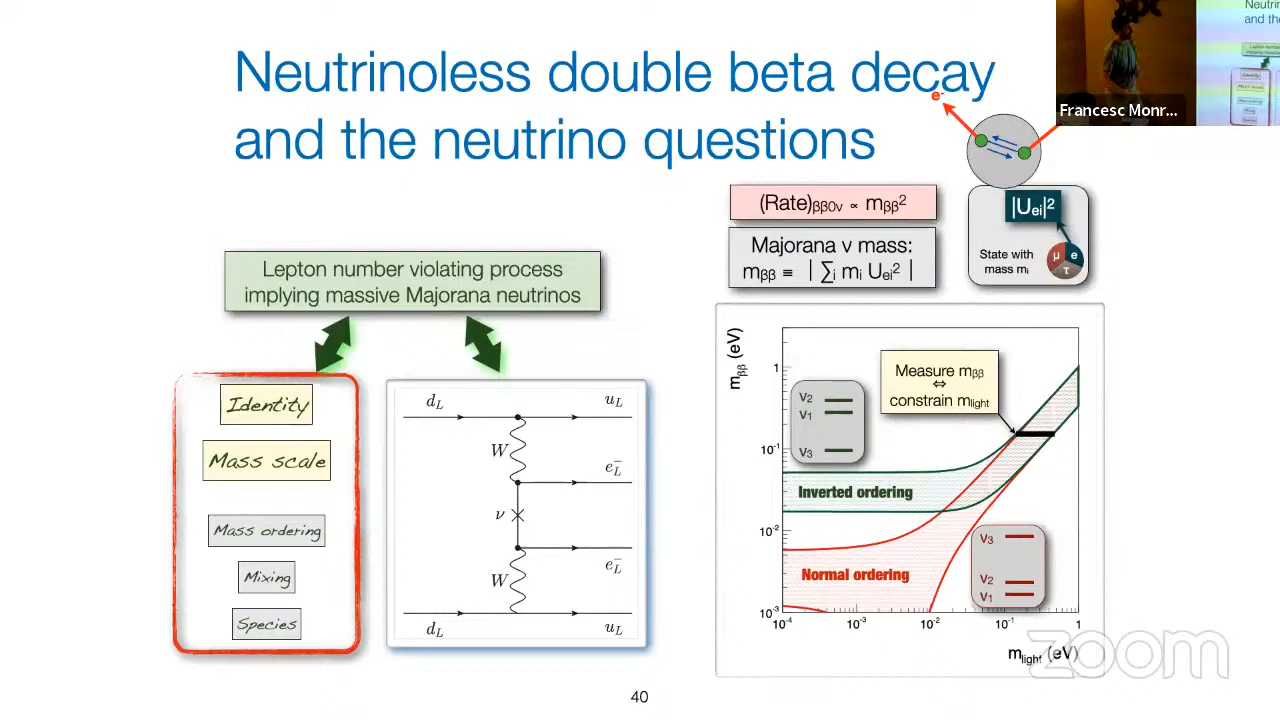 Neutrinoless double beta decay
and the neutrino questions
e-
Francesc Monr...
(Rate)ββ0ν ∝ mββ²
|Uei|²
Majorana ν mass:
mββ ≡ | ∑i mi Uei² |
State with
mass mi
μ e
τ
Lepton number violating process
implying massive Majorana neutrinos
Identity
Mass scale
Mass ordering
Mixing
Species
dL uL
W
e⁻L
ν
e⁻L
W
dL uL
mββ (eV)
1
10⁻¹
10⁻²
10⁻³
Measure mββ
⇔
constrain mlight
ν2
ν1
ν3
Inverted ordering
Normal ordering
ν3
ν2
ν1
10⁻⁴ 10⁻³ 10⁻² 10⁻¹ 1
mlight (eV)
zoom
40